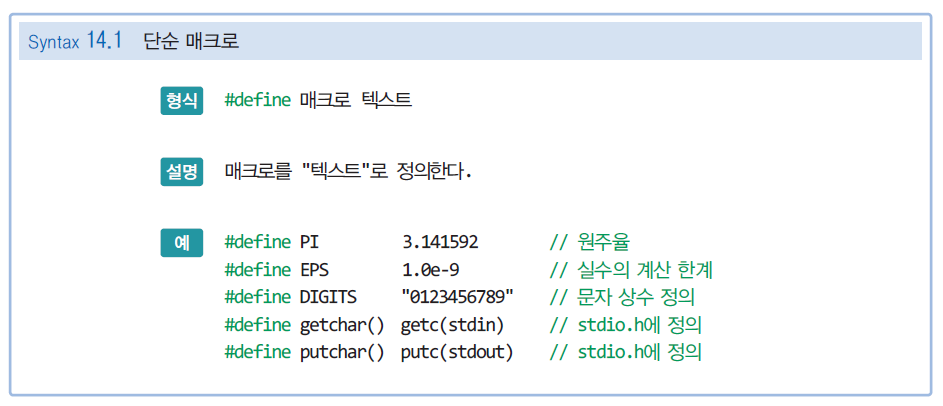 Syntax 14.1 단순 매크로
형식 #define 매크로 텍스트
설명 매크로를 "텍스트"로 정의한다.
예 #define PI 3.141592 // 원주율
#define EPS 1.0e-9 // 실수의 계산 한계
#define DIGITS "0123456789" // 문자 상수 정의
#define getchar() getc(stdin) // stdio.h에 정의
#define putchar() putc(stdout) // stdio.h에 정의